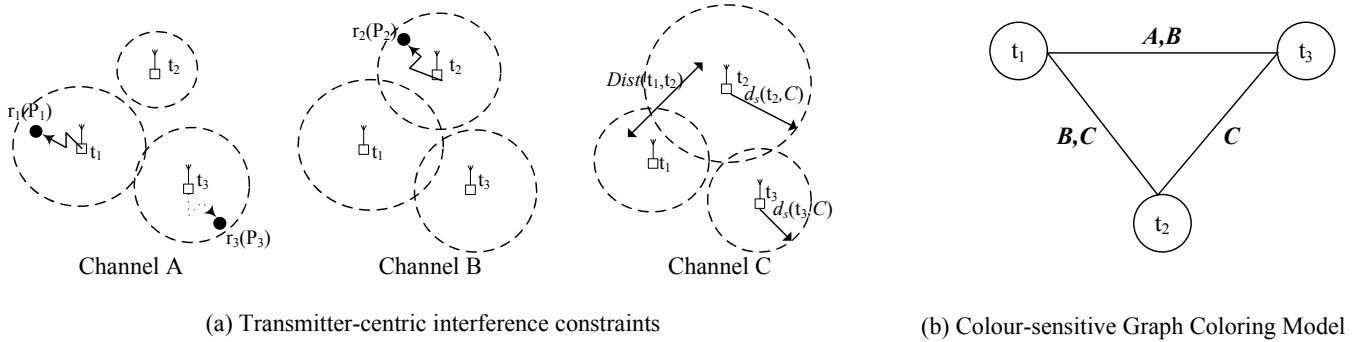 t₂
r₁(P₁)
t₁
t₃
r₃(P₃)
Channel A
r₂(P₂)
t₂
t₁
t₃
Channel B
Dist(t₁,t₂)
t₂
dₛ(t₂,C)
t₁
t₃
dₛ(t₃,C)
Channel C
(a) Transmitter-centric interference constraints
A,B
t₁
t₃
B,C
C
t₂
(b) Colour-sensitive Graph Coloring Model